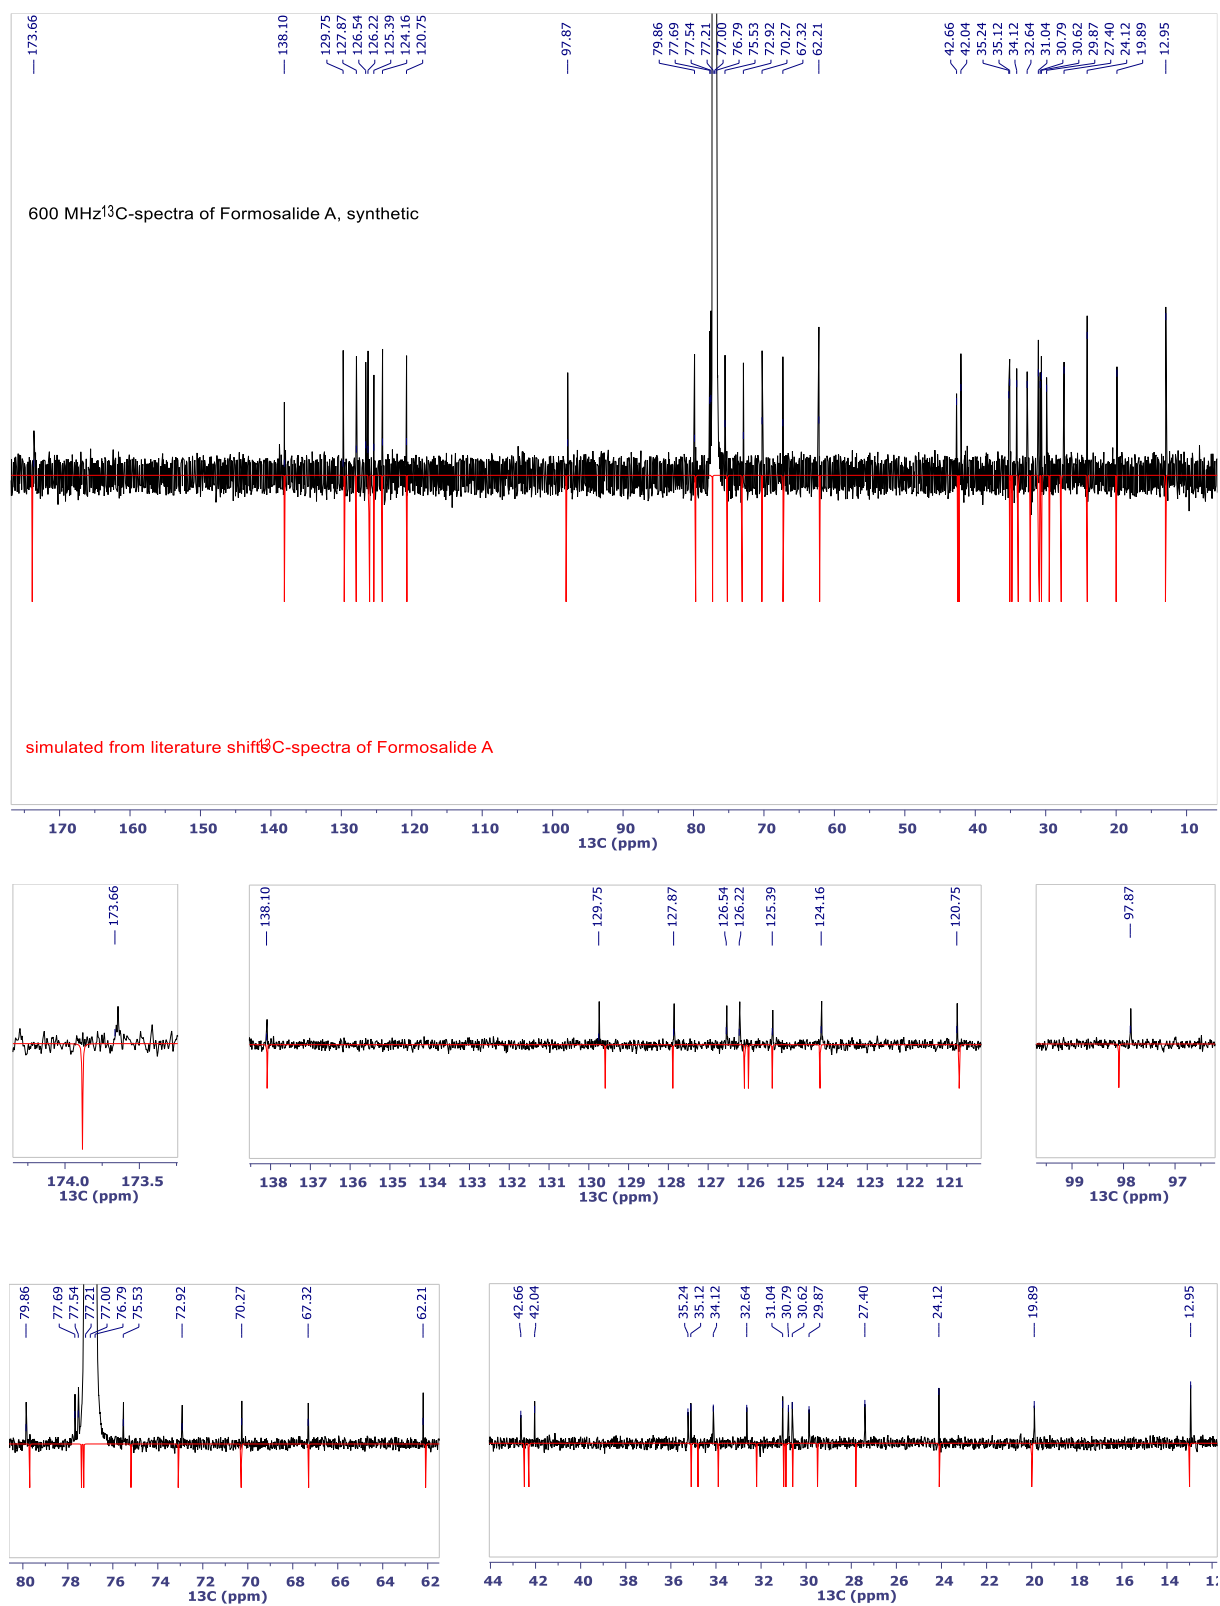 173.66 138.10 129.75 127.87 126.54 126.22 125.39 124.16 120.75 97.87 79.86 77.69 77.54 77.21 77.00 76.79 75.53 72.92 70.27 67.32 62.21 42.66 42.04 35.24 35.12 34.12 32.64 31.04 30.79 30.62 29.87 27.40 24.12 19.89 12.95
600 MHz13C-spectra of Formosalide A, synthetic
simulated from literature shifts13C-spectra of Formosalide A
170 160 150 140 130 120 110 100 90 80 70 60 50 40 30 20 10
13C (ppm)
173.66
174.0 173.5
13C (ppm)
138.10 129.75 127.87 126.54 126.22 125.39 124.16 120.75
138 137 136 135 134 133 132 131 130 129 128 127 126 125 124 123 122 121
13C (ppm)
97.87
99 98 97
13C (ppm)
79.86 77.69 77.54 77.21 77.00 76.79 75.53 72.92 70.27 67.32 62.21
80 78 76 74 72 70 68 66 64 62
13C (ppm)
42.66 42.04 35.24 35.12 34.12 32.64 31.04 30.79 30.62 29.87 27.40 24.12 19.89 12.95
44 42 40 38 36 34 32 30 28 26 24 22 20 18 16 14 12
13C (ppm)